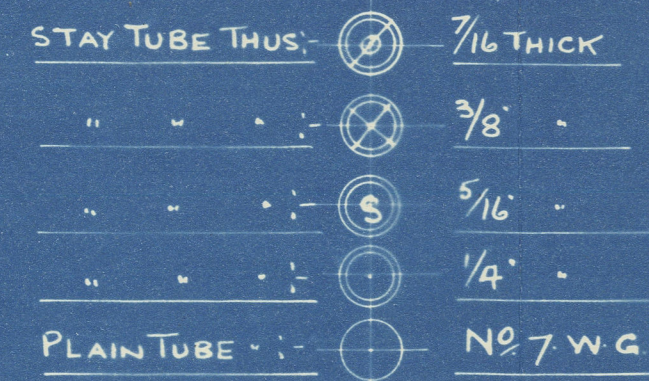 STAY TUBE THUS:- 7/16 THICK
" " " :- 3/8" "
" " " :- S 5/16" "
" " " :- 1/4" "
PLAIN TUBE " :- Nº 7. W.G.